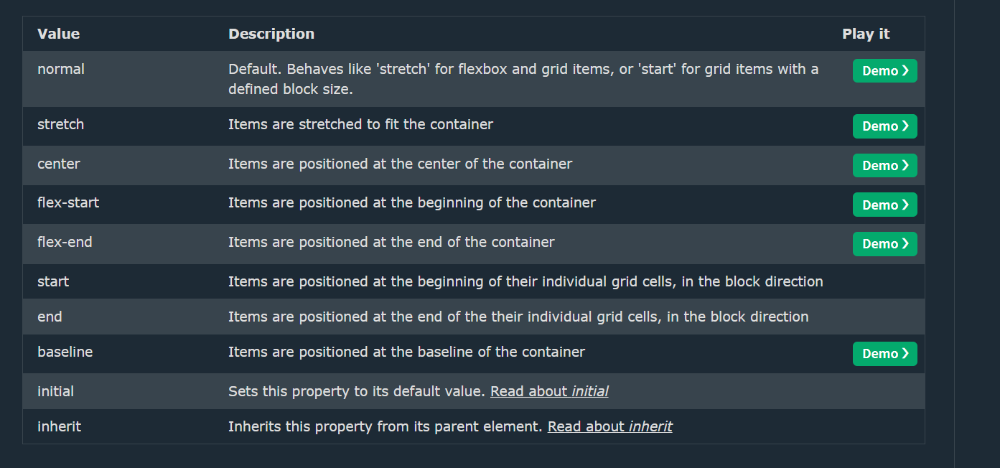 Value Description Play it
normal Default. Behaves like 'stretch' for flexbox and grid items, or 'start' for grid items with a Demo ❯
defined block size.
stretch Items are stretched to fit the container Demo ❯
center Items are positioned at the center of the container Demo ❯
flex-start Items are positioned at the beginning of the container Demo ❯
flex-end Items are positioned at the end of the container Demo ❯
start Items are positioned at the beginning of their individual grid cells, in the block direction
end Items are positioned at the end of the their individual grid cells, in the block direction
baseline Items are positioned at the baseline of the container Demo ❯
initial Sets this property to its default value. Read about initial
inherit Inherits this property from its parent element. Read about inherit